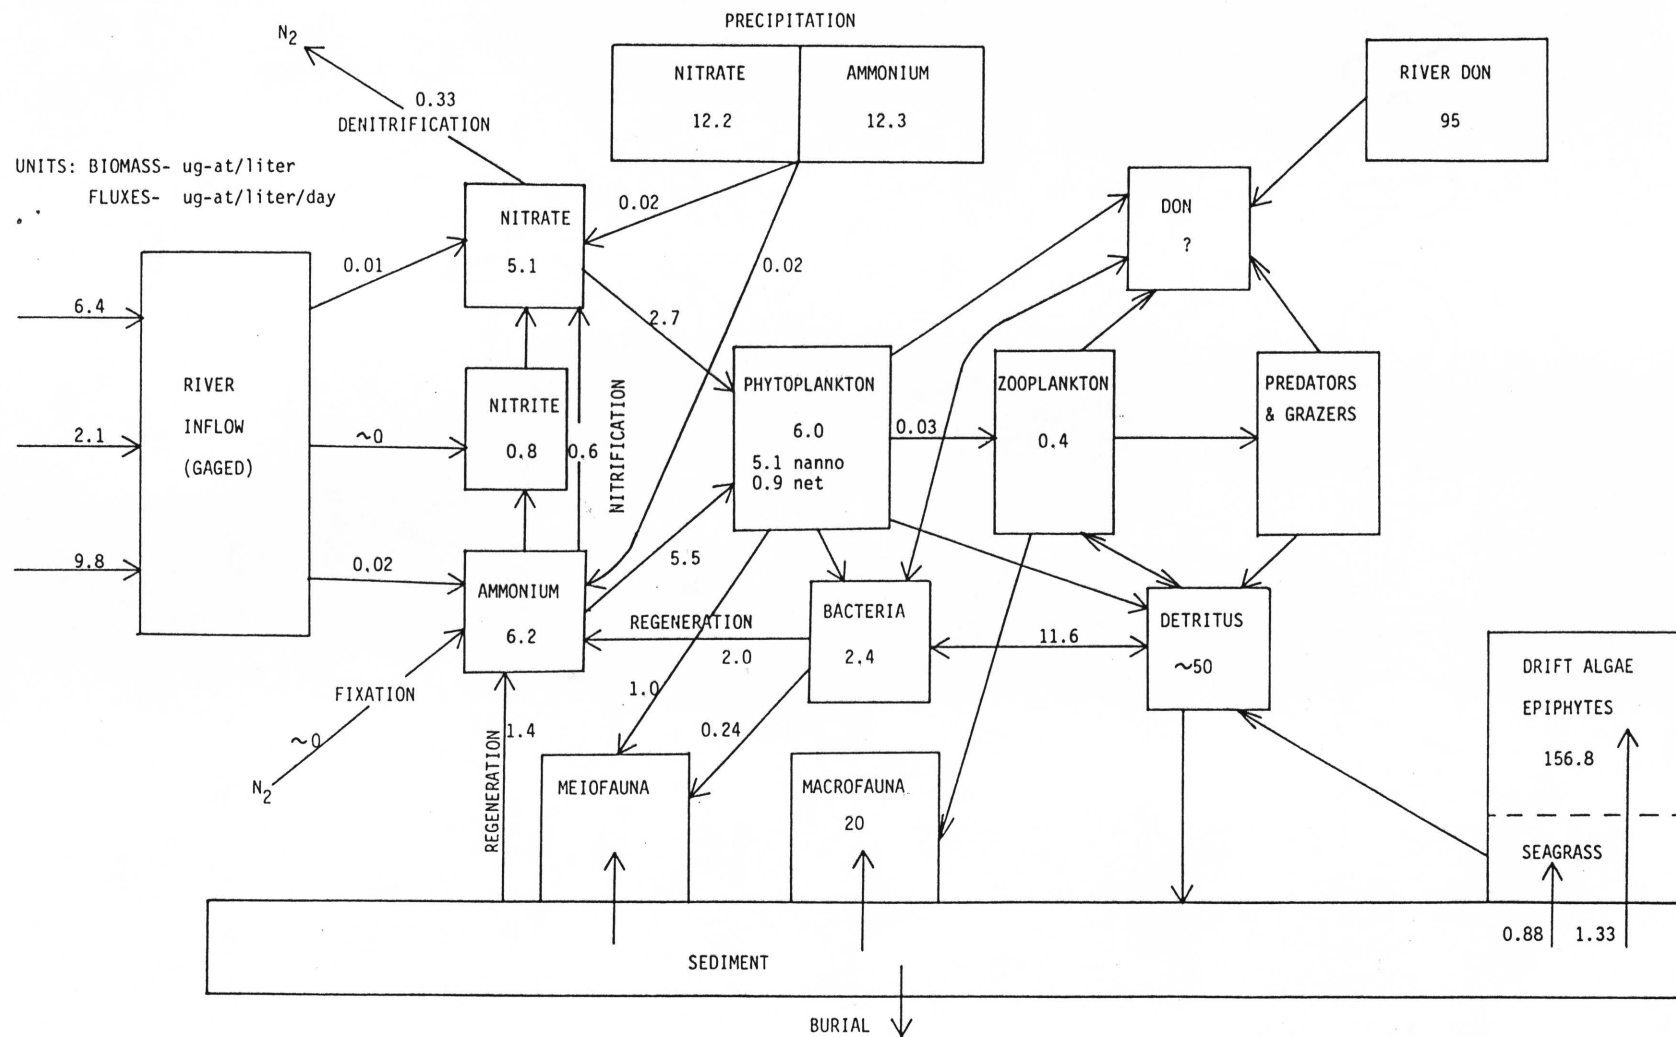 PRECIPITATION
N2
NITRATE
AMMONIUM
12.2
12.3
RIVER DON
95
0.33
DENITRIFICATION
UNITS: BIOMASS- ug-at/liter
FLUXES- ug-at/liter/day
NITRATE
5.1
0.02
0.02
DON
?
0.01
6.4
2.7
RIVER
INFLOW
(GAGED)
2.1
~0
NITRITE
0.8
0.6
NITRIFICATION
PHYTOPLANKTON
6.0
5.1 nanno
0.9 net
0.03
ZOOPLANKTON
0.4
PREDATORS
& GRAZERS
9.8
0.02
AMMONIUM
6.2
5.5
REGENERATION
2.0
BACTERIA
2.4
11.6
DETRITUS
~50
FIXATION
~0
N2
REGENERATION
1.4
1.0
0.24
MEIOFAUNA
MACROFAUNA
20
DRIFT ALGAE
EPIPHYTES
156.8
SEAGRASS
0.88
1.33
SEDIMENT
BURIAL